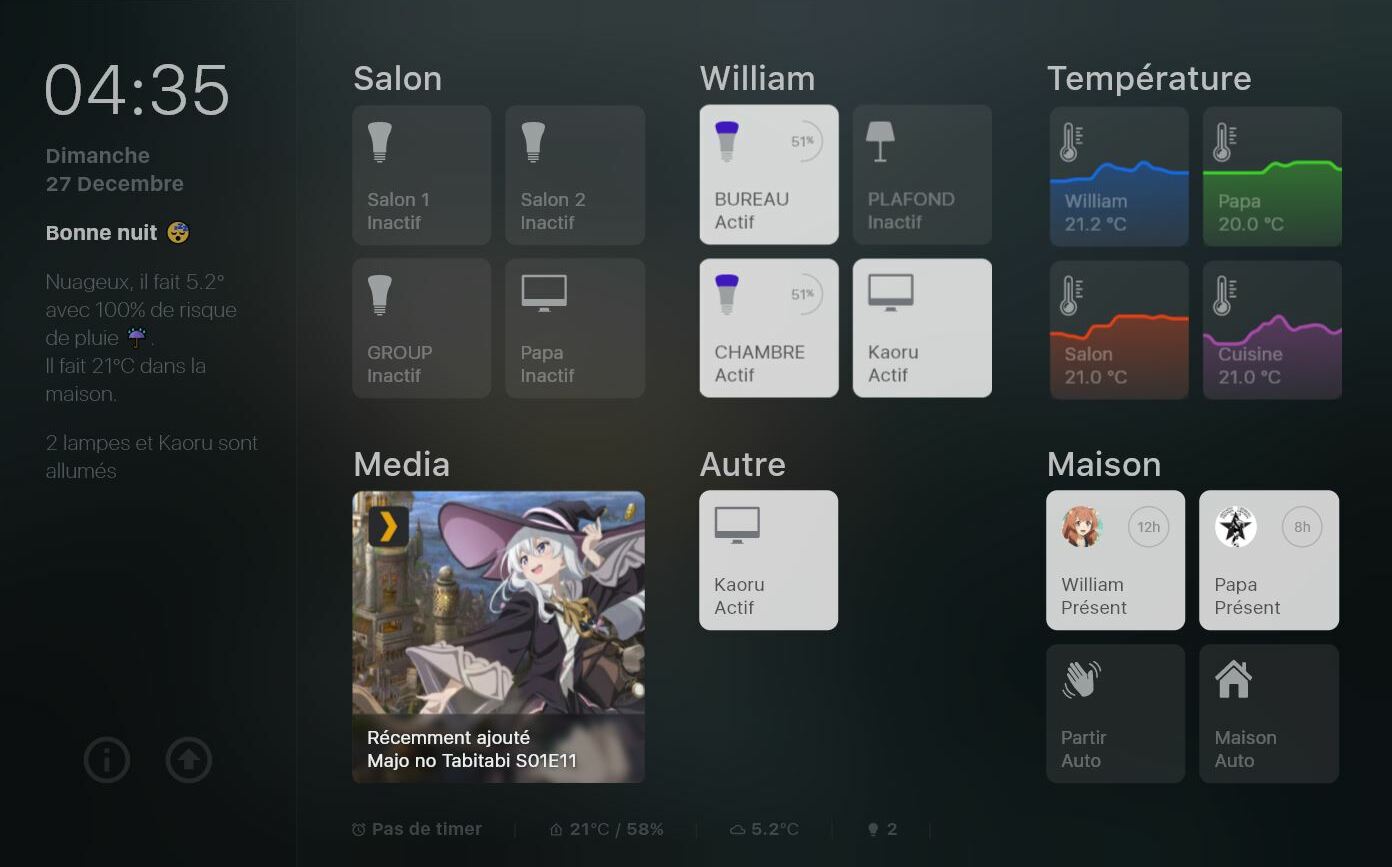 04:35
Dimanche
27 Decembre
Bonne nuit 😴
Nuageux, il fait 5.2°
avec 100% de risque
de pluie ☔.
Il fait 21°C dans la
maison.
2 lampes et Kaoru sont
allumés
Salon
Salon 1
Inactif
Salon 2
Inactif
GROUP
Inactif
Papa
Inactif
William
51%
BUREAU
Actif
PLAFOND
Inactif
51%
CHAMBRE
Actif
Kaoru
Actif
Température
William
21.2 °C
Papa
20.0 °C
Salon
21.0 °C
Cuisine
21.0 °C
Media
Récemment ajouté
Majo no Tabitabi S01E11
Autre
Kaoru
Actif
Maison
12h
William
Présent
8h
Papa
Présent
Partir
Auto
Maison
Auto
Pas de timer
21°C / 58%
5.2°C
2